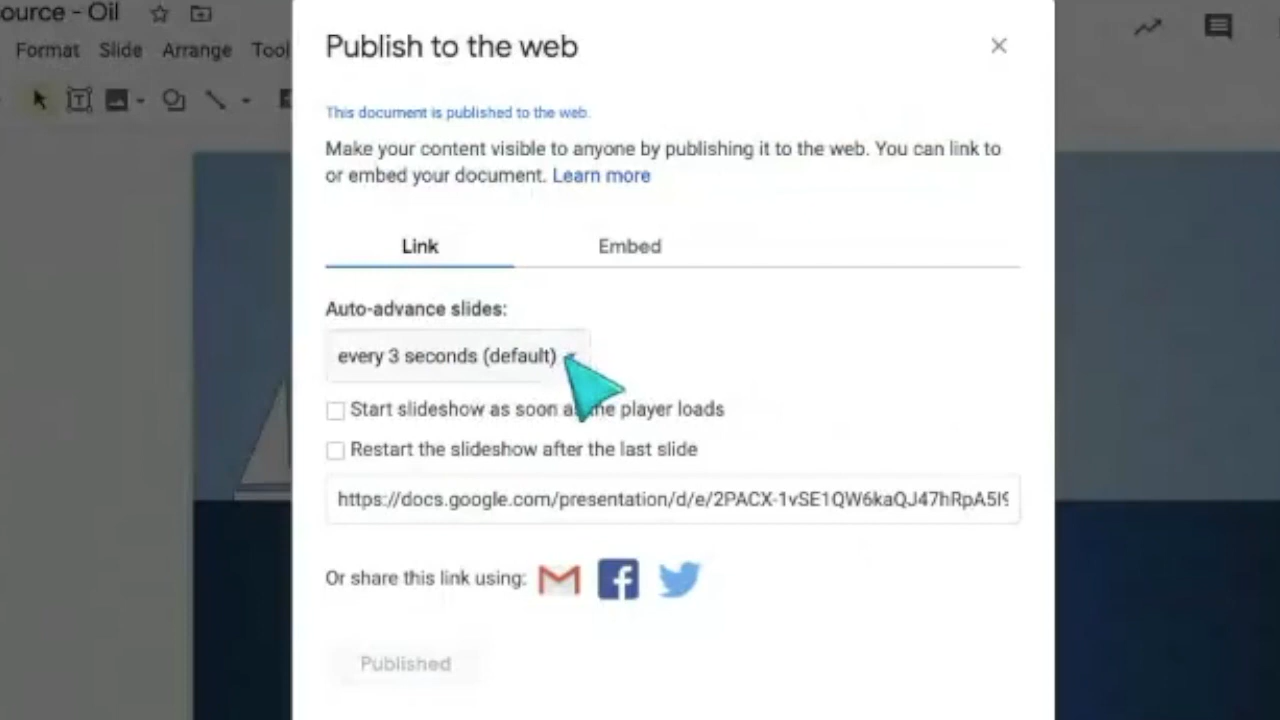 ource - Oil
Format Slide Arrange Tool
Publish to the web
This document is published to the web.
Make your content visible to anyone by publishing it to the web. You can link to
or embed your document. Learn more
Link Embed
Auto-advance slides:
every 3 seconds (default)
Start slideshow as soon as the player loads
Restart the slideshow after the last slide
https://docs.google.com/presentation/d/e/2PACX-1vSE1QW6kaQJ47hRpA5I9
Or share this link using:
Published